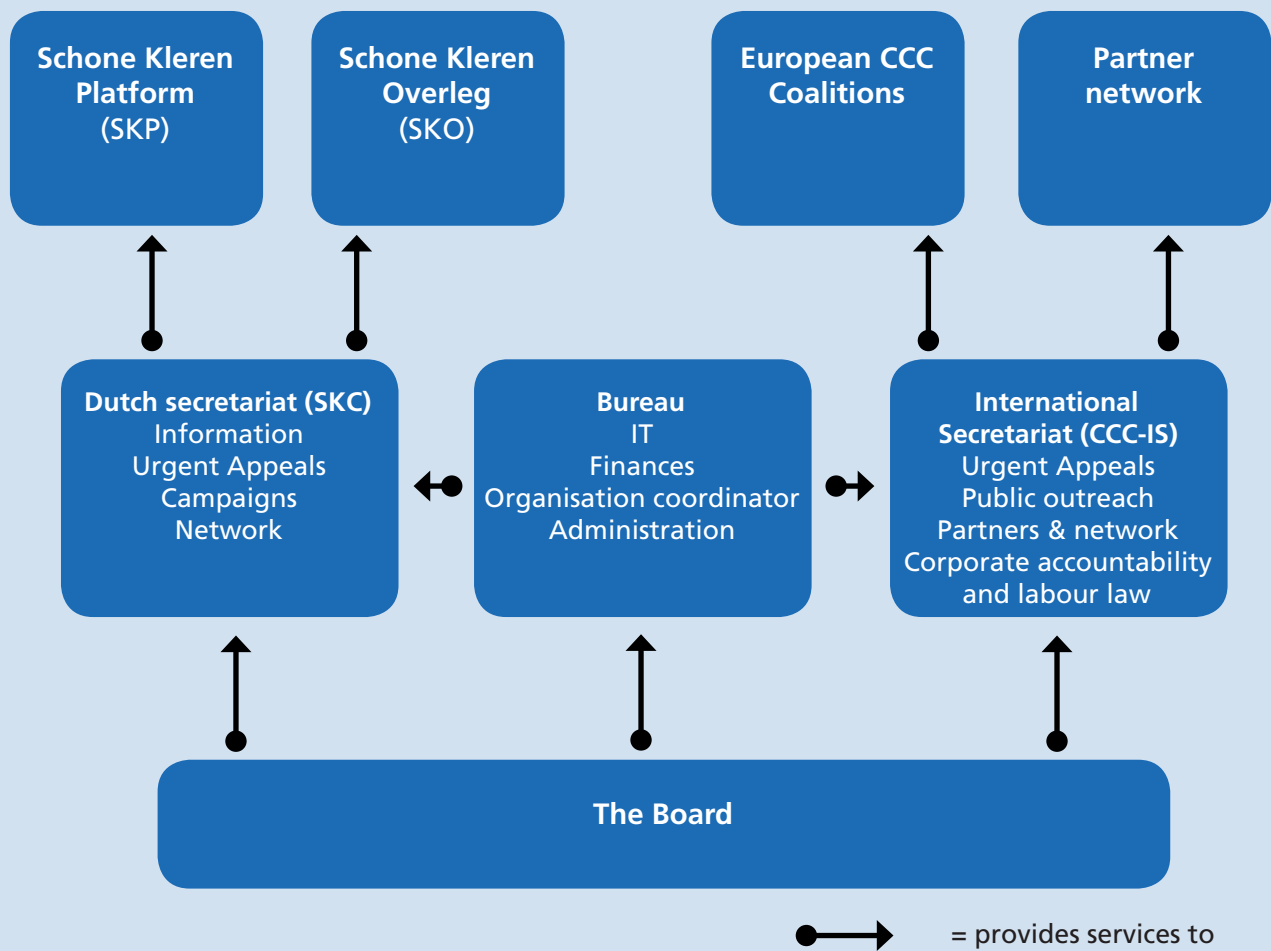 Schone Kleren
Platform
(SKP)
Schone Kleren
Overleg
(SKO)
European CCC
Coalitions
Partner
network
Dutch secretariat (SKC)
Information
Urgent Appeals
Campaigns
Network
Bureau
IT
Finances
Organisation coordinator
Administration
International
Secretariat (CCC-IS)
Urgent Appeals
Public outreach
Partners & network
Corporate accountability
and labour law
The Board
= provides services to